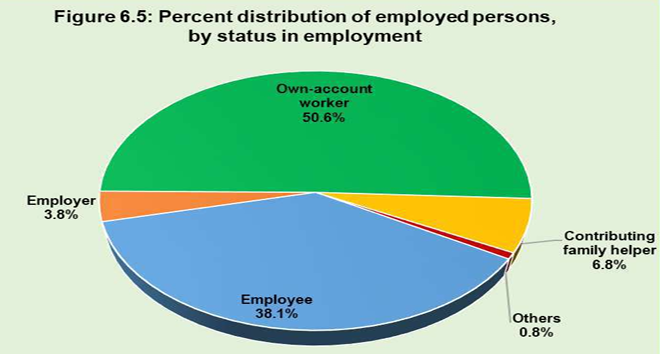 Figure 6.5: Percent distribution of employed persons,
by status in employment
Own-account
worker
50.6%
Employer
3.8%
Contributing
family helper
6.8%
Employee
38.1%
Others
0.8%